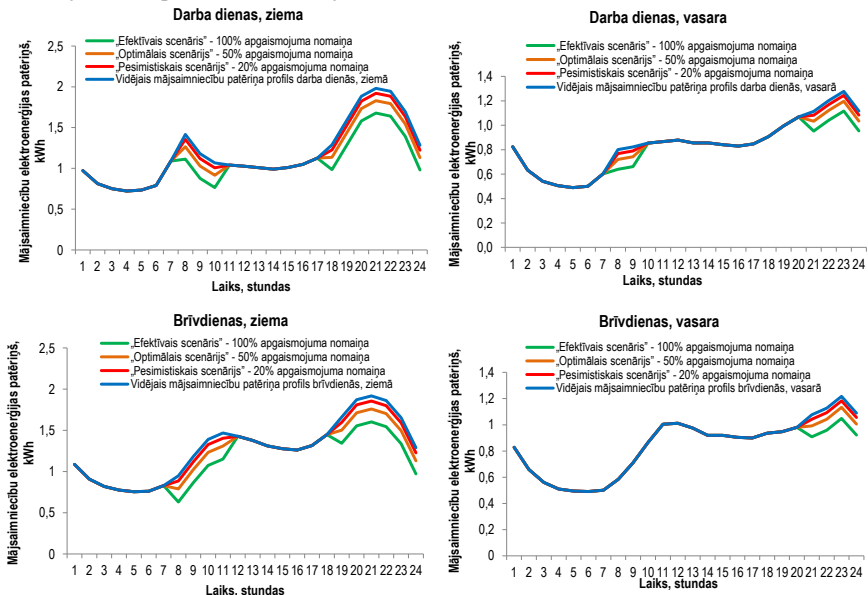 Darba dienas, ziema
Mājsaimniecību elektroenerģijas patēriņš, kWh
„Efektīvais scenāris” - 100% apgaismojuma nomaiņa
„Optimālais scenārijs” - 50% apgaismojuma nomaiņa
„Pesimistiskais scenārijs” - 20% apgaismojuma nomaiņa
Vidējais mājsaimniecību patēriņa profils darba dienās, ziemā
2,5
2
1,5
1
0,5
0
1 2 3 4 5 6 7 8 9 10 11 12 13 14 15 16 17 18 19 20 21 22 23 24
Laiks, stundas
Darba dienas, vasara
Mājsaimniecību elektroenerģijas patēriņš, kWh
„Efektīvais scenāris” - 100% apgaismojuma nomaiņa
„Optimālais scenārijs” - 50% apgaismojuma nomaiņa
„Pesimistiskais scenārijs” - 20% apgaismojuma nomaiņa
Vidējais mājsaimniecību patēriņa profils darba dienās, vasarā
1,4
1,2
1,0
0,8
0,6
0,4
0,2
0,0
1 2 3 4 5 6 7 8 9 10 11 12 13 14 15 16 17 18 19 20 21 22 23 24
Laiks, stundas
Brīvdienas, ziema
Mājsaimniecību elektroenerģijas patēriņš, kWh
„Efektīvais scenāris” - 100% apgaismojuma nomaiņa
„Optimālais scenārijs” - 50% apgaismojuma nomaiņa
„Pesimistiskais scenārijs” - 20% apgaismojuma nomaiņa
Vidējais mājsaimniecību patēriņa profils brīvdienās, ziemā
2,5
2
1,5
1
0,5
0
1 2 3 4 5 6 7 8 9 10 11 12 13 14 15 16 17 18 19 20 21 22 23 24
Laiks, stundas
Brīvdienas, vasara
Mājsaimniecību elektroenerģijas patēriņš, kWh
„Efektīvais scenāris” - 100% apgaismojuma nomaiņa
„Optimālais scenārijs” - 50% apgaismojuma nomaiņa
„Pesimistiskais scenārijs” - 20% apgaismojuma nomaiņa
Vidējais mājsaimniecību patēriņa profils brīvdienās, vasarā
1,4
1,2
1
0,8
0,6
0,4
0,2
0
1 2 3 4 5 6 7 8 9 10 11 12 13 14 15 16 17 18 19 20 21 22 23 24
Laiks, stundas